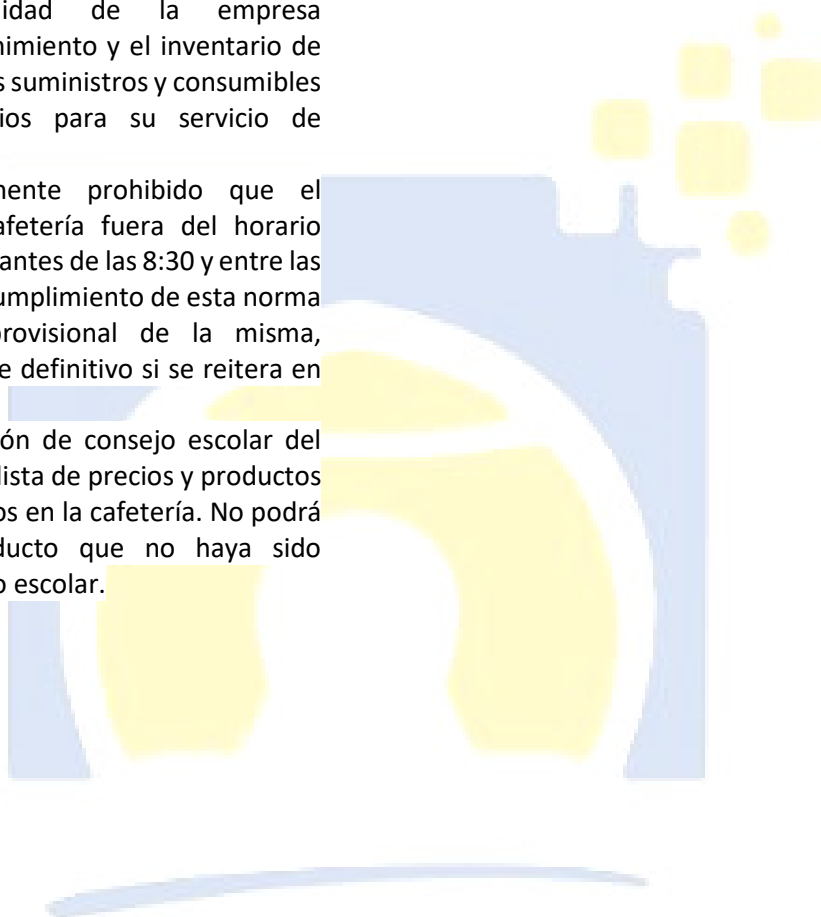 idad de la empresa
nimiento y el inventario de
s suministros y consumibles
ios para su servicio de
mente prohibido que el
afetería fuera del horario
antes de las 8:30 y entre las
umplimiento de esta norma
provisional de la misma,
e definitivo si se reitera en
ón de consejo escolar del
lista de precios y productos
os en la cafetería. No podrá
ducto que no haya sido
o escolar.